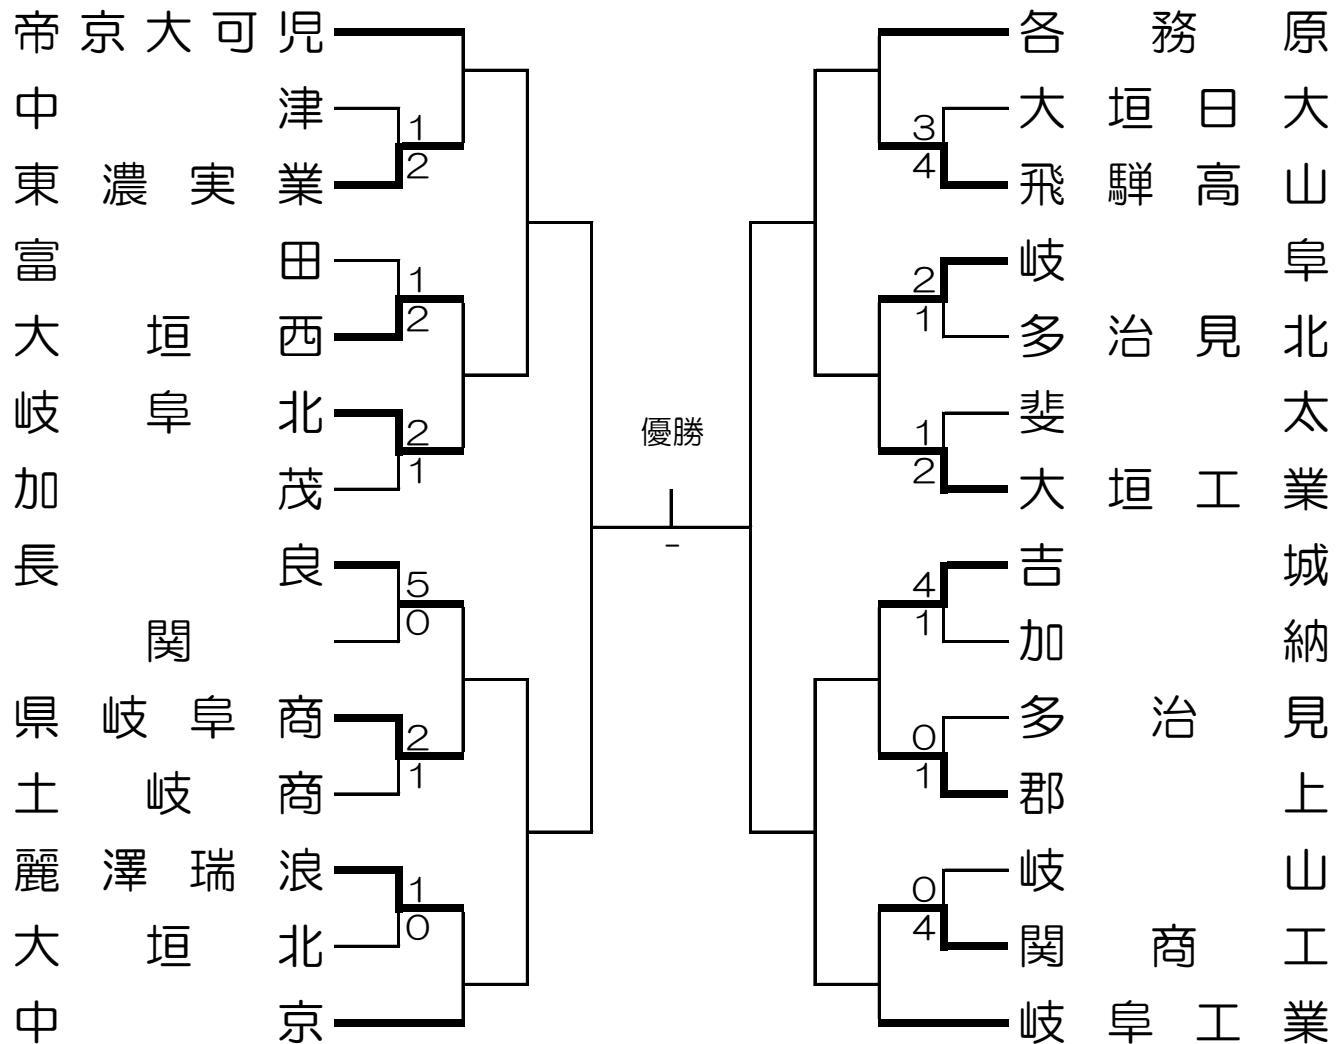 帝京大可児
中津
1
東濃実業
2
富田
1
大垣西
2
岐阜北
2
加茂
1
長良
5
関
0
県岐阜商
2
土岐商
1
麗澤瑞浪
1
大垣北
0
中京
優勝
-
各務原
大垣日大
3
飛騨高山
4
岐阜
2
多治見北
1
斐太
1
大垣工業
2
吉城
4
加納
1
多治見
0
郡上
1
岐山
0
関商工
4
岐阜工業